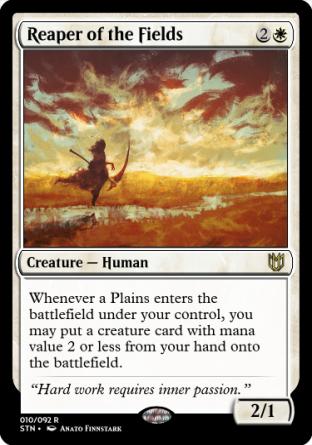 Reaper of the Fields 2
Creature — Human
Whenever a Plains enters the
battlefield under your control, you
may put a creature card with mana
value 2 or less from your hand onto
the battlefield.
“Hard work requires inner passion.”
2/1
010/092 R
STN • Anato Finnstark